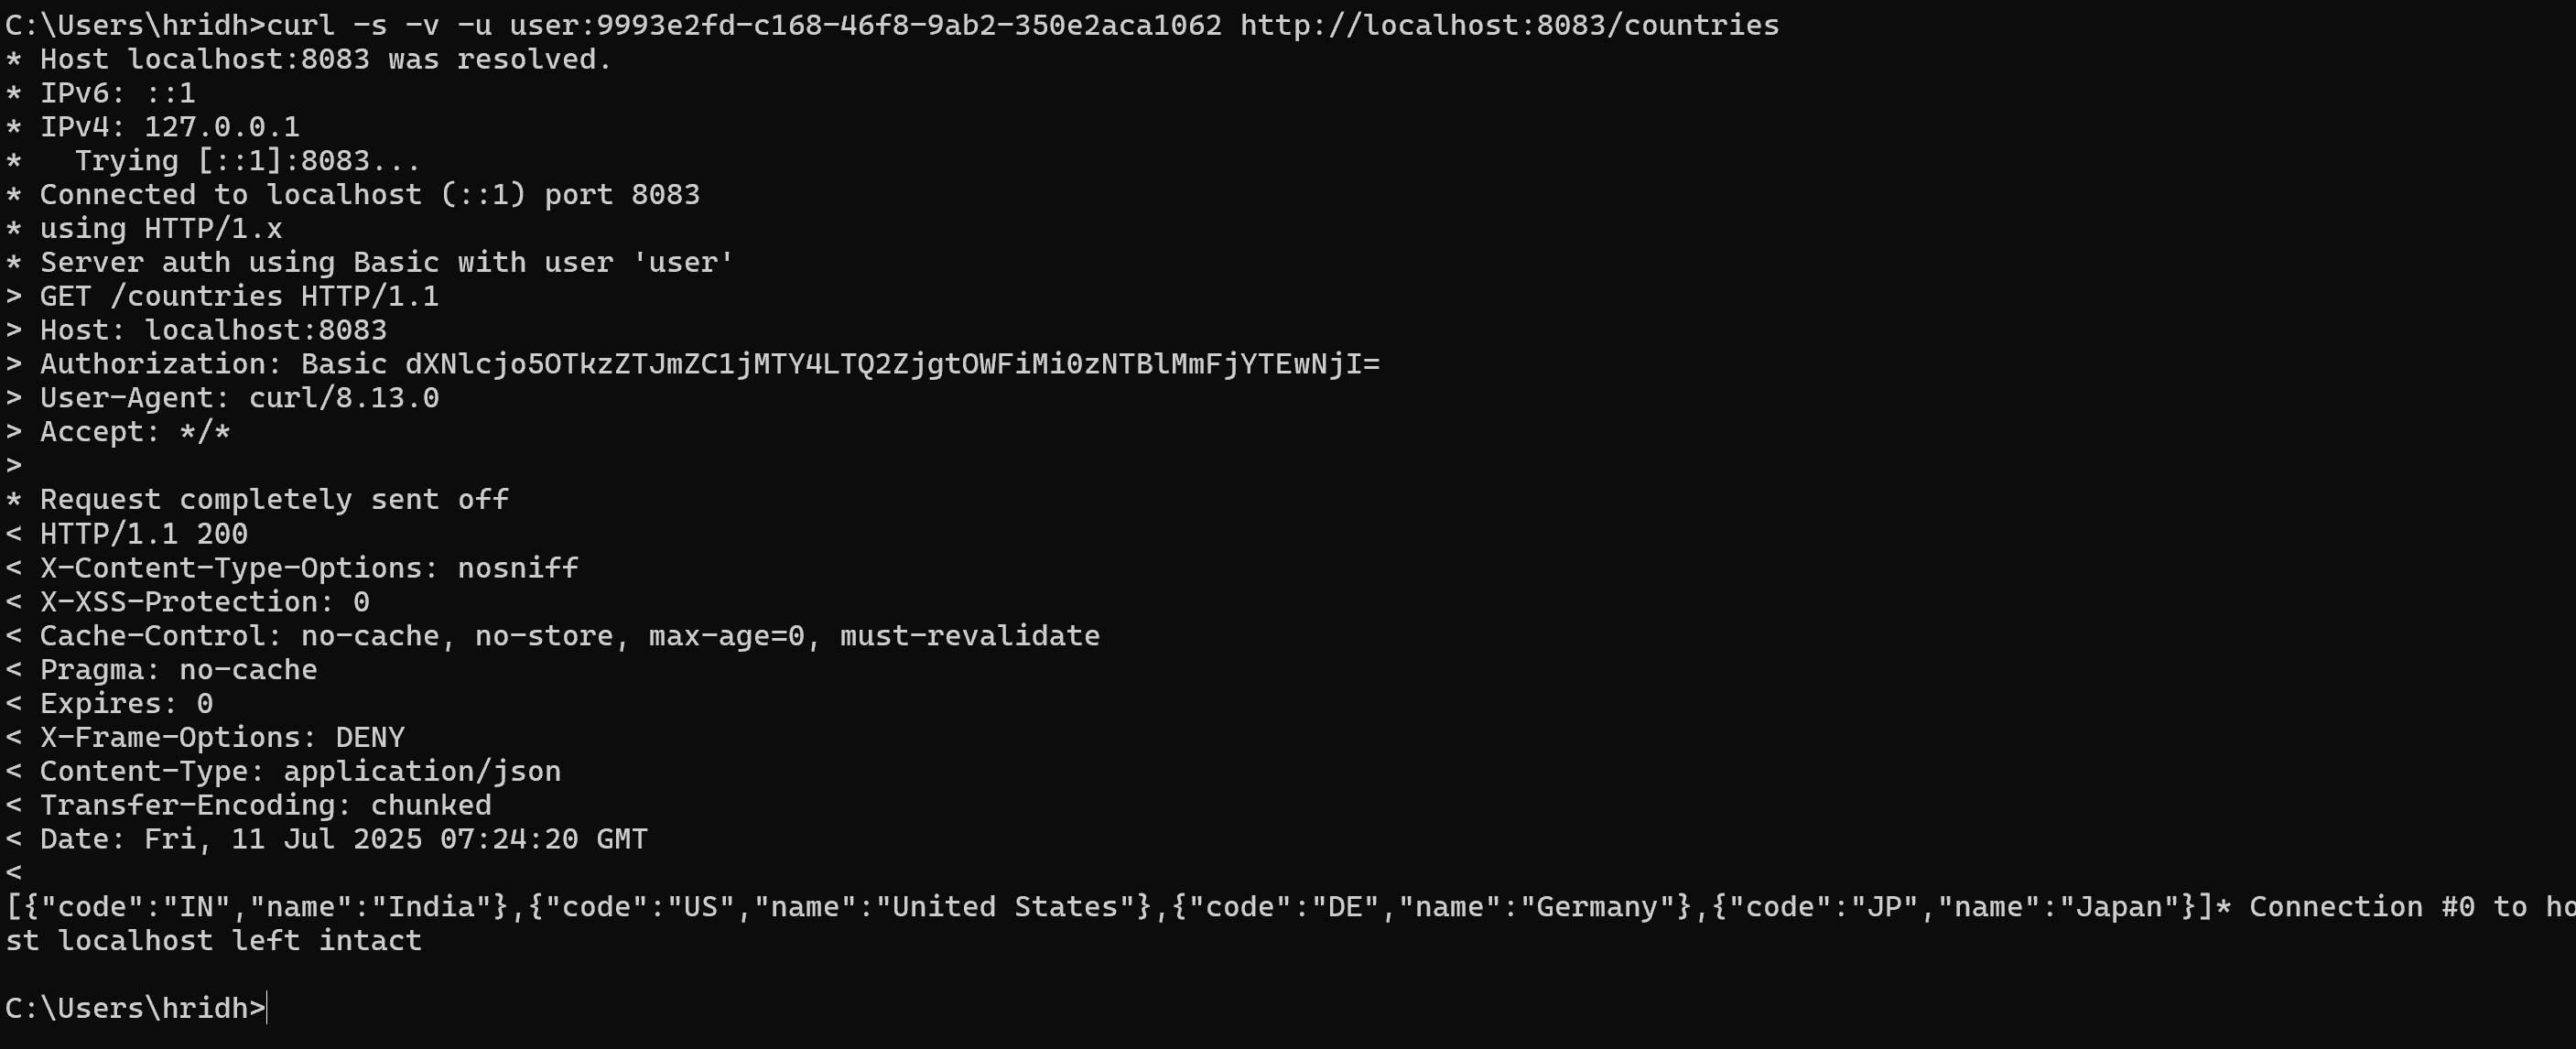 C:\Users\hridh>curl -s -v -u user:9993e2fd-c168-46f8-9ab2-350e2aca1062 http://localhost:8083/countries
* Host localhost:8083 was resolved.
* IPv6: ::1
* IPv4: 127.0.0.1
*   Trying [::1]:8083...
* Connected to localhost (::1) port 8083
* using HTTP/1.x
* Server auth using Basic with user 'user'
> GET /countries HTTP/1.1
> Host: localhost:8083
> Authorization: Basic dXNlcjo5OTkzZTJmZC1jMTY4LTQ2ZjgtOWFiMi0zNTBlMmFjYTEwNjI=
> User-Agent: curl/8.13.0
> Accept: */*
>
* Request completely sent off
< HTTP/1.1 200
< X-Content-Type-Options: nosniff
< X-XSS-Protection: 0
< Cache-Control: no-cache, no-store, max-age=0, must-revalidate
< Pragma: no-cache
< Expires: 0
< X-Frame-Options: DENY
< Content-Type: application/json
< Transfer-Encoding: chunked
< Date: Fri, 11 Jul 2025 07:24:20 GMT
<
[{"code":"IN","name":"India"},{"code":"US","name":"United States"},{"code":"DE","name":"Germany"},{"code":"JP","name":"Japan"}]* Connection #0 to ho
st localhost left intact
C:\Users\hridh>